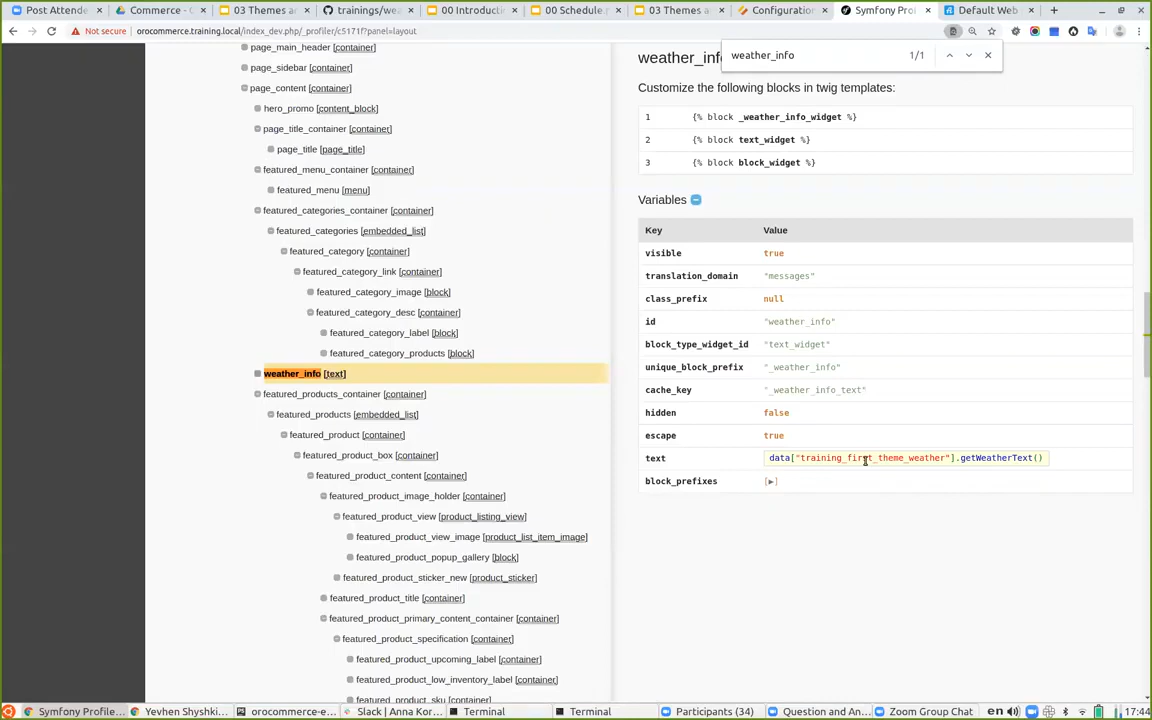 Post Attende
Commerce -
03 Themes a
trainings/we
00 Introducti
00 Schedule.
03 Themes a
Configuratio
Symfony Pro
Default Web
Not secure
orocommerce.training.local/index_dev.php/_profiler/c5171f?panel=layout
weather_info
1/1
page_main_header [container]
page_sidebar [container]
page_content [container]
hero_promo [content_block]
page_title_container [container]
page_title [page_title]
featured_menu_container [container]
featured_menu [menu]
featured_categories_container [container]
featured_categories [embedded_list]
featured_category [container]
featured_category_link [container]
featured_category_image [block]
featured_category_desc [container]
featured_category_label [block]
featured_category_products [block]
weather_info [text]
featured_products_container [container]
featured_products [embedded_list]
featured_product [container]
featured_product_box [container]
featured_product_content [container]
featured_product_image_holder [container]
featured_product_view [product_listing_view]
featured_product_view_image [product_list_item_image]
featured_product_popup_gallery [block]
featured_product_sticker_new [product_sticker]
featured_product_title [container]
featured_product_primary_content_container [container]
featured_product_specification [container]
featured_product_upcoming_label [container]
featured_product_low_inventory_label [container]
featured_product_sku [container]
weather_inf
Customize the following blocks in twig templates:
1 {% block _weather_info_widget %}
2 {% block text_widget %}
3 {% block block_widget %}
Variables
Key Value
visible true
translation_domain "messages"
class_prefix null
id "weather_info"
block_type_widget_id "text_widget"
unique_block_prefix "_weather_info"
cache_key "_weather_info_text"
hidden false
escape true
text data["training_first_theme_weather"].getWeatherText()
block_prefixes [▶]
Symfony Profile...
Yevhen Shyshki...
orocommerce-e...
Slack | Anna Kor...
Terminal
Terminal
Participants (34)
Question and An...
Zoom Group Chat
en
17:44